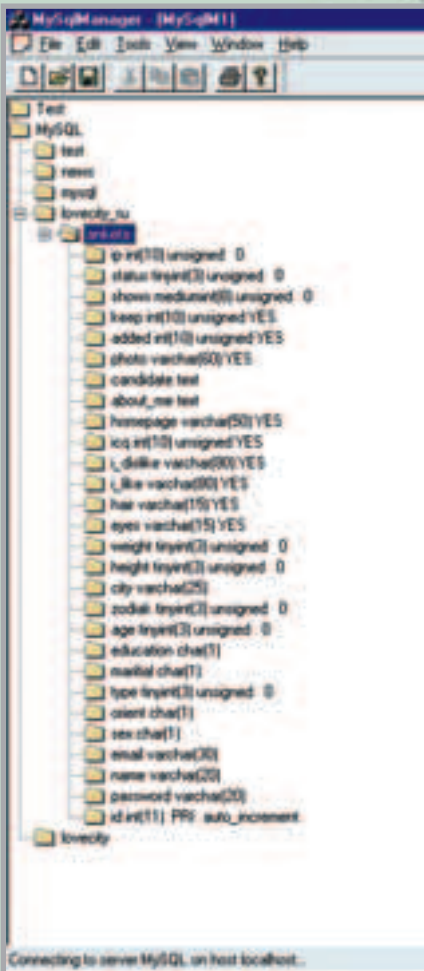 MySqlManager - [MySqlM1]
File Edit Tools View Window Help
Test
MySQL
test
news
mysql
lovecity_ru
ankets
ip int(10) unsigned 0
status tinyint(3) unsigned 0
shows mediumint(8) unsigned 0
keep int(10) unsigned YES
added int(10) unsigned YES
photo varchar(60) YES
candidate text
about_me text
homepage varchar(50) YES
icq int(10) unsigned YES
i_dislike varchar(80) YES
i_like varchar(80) YES
hair varchar(15) YES
eyes varchar(15) YES
weight tinyint(3) unsigned 0
height tinyint(3) unsigned 0
city varchar(25)
zodiak tinyint(3) unsigned 0
age tinyint(3) unsigned 0
education char(1)
marital char(1)
type tinyint(3) unsigned 0
orient char(1)
sex char(1)
email varchar(30)
name varchar(20)
password varchar(20)
id int(11) PRI auto_increment
lovecity
Connecting to server MySQL on host localhost...